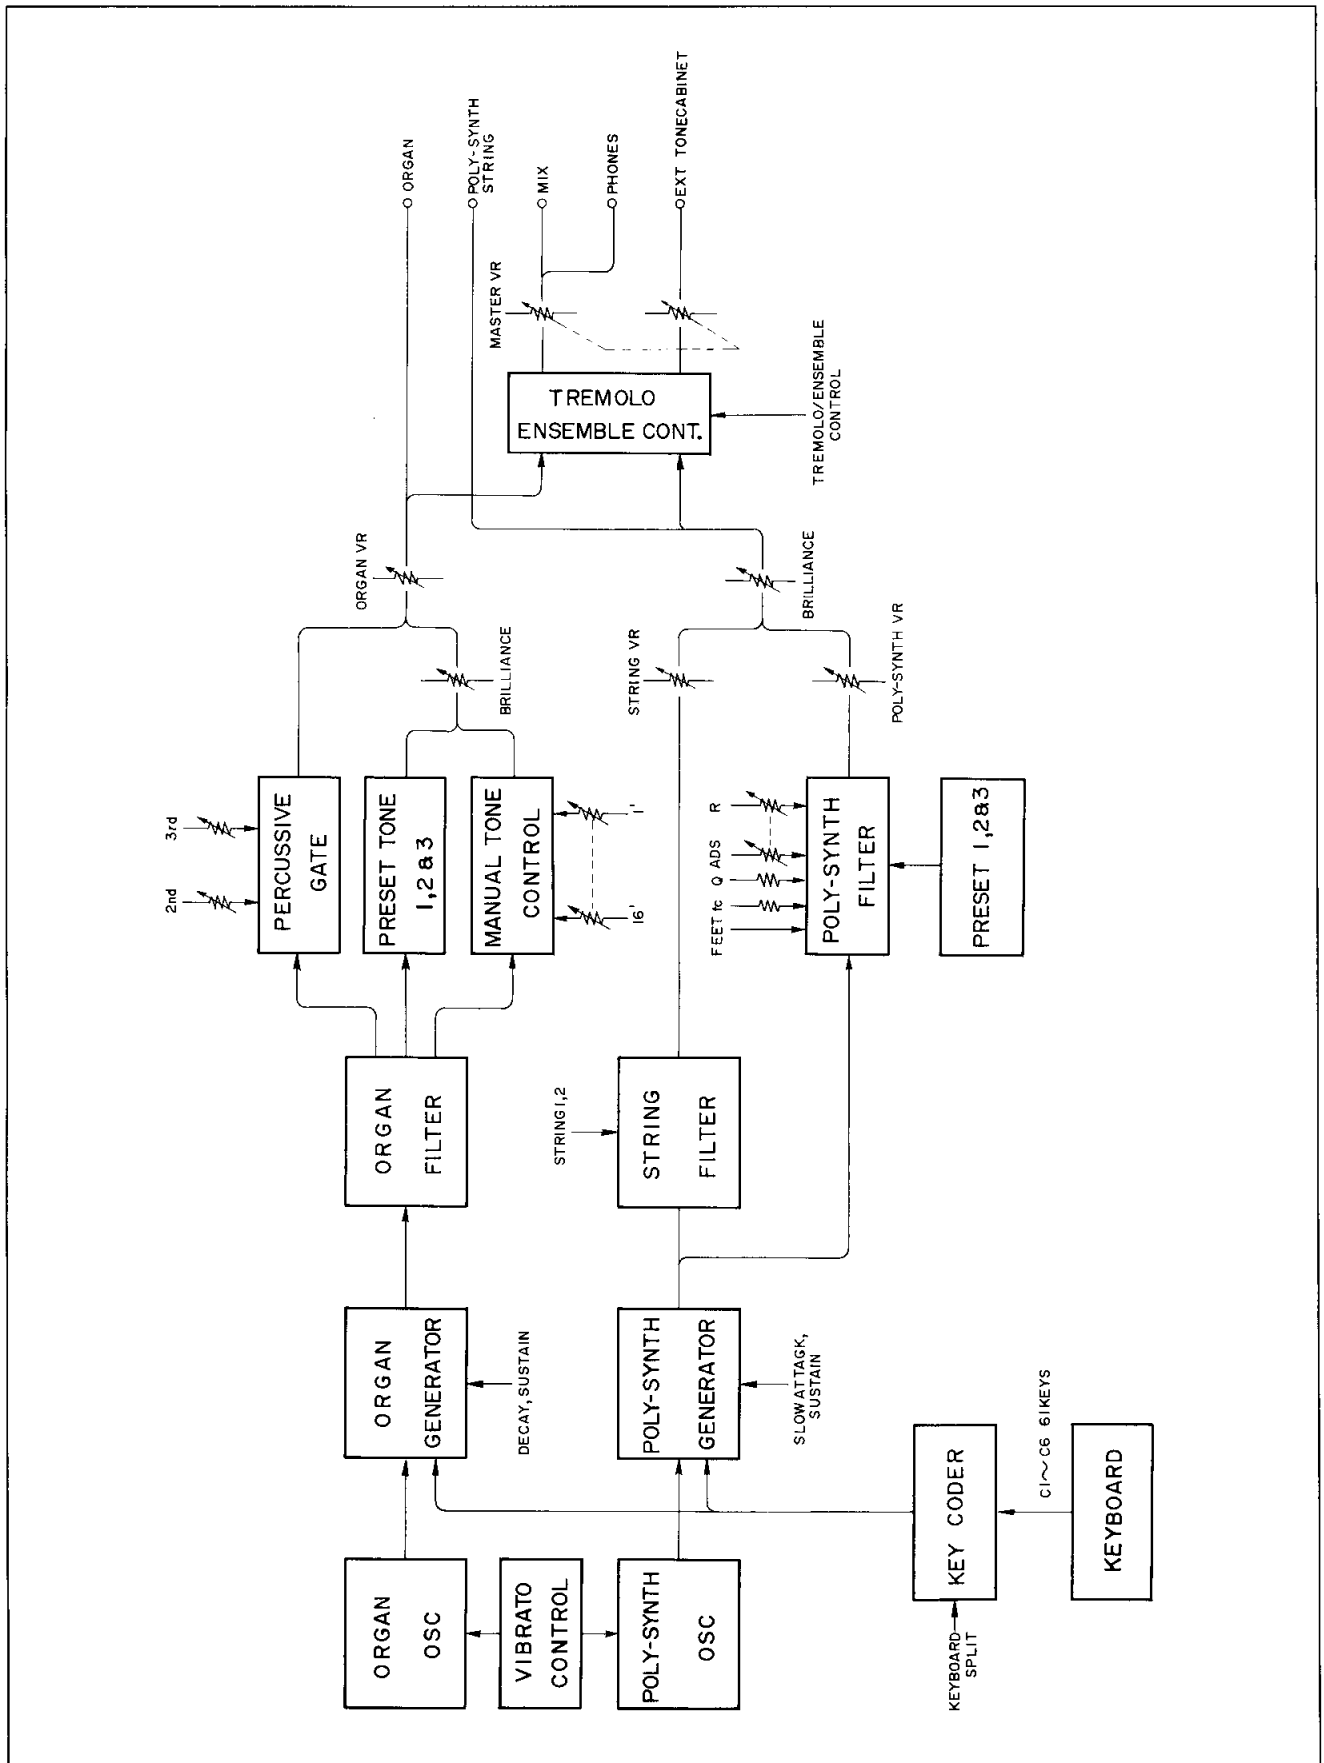 ORGAN
OSC
VIBRATO
CONTROL
POLY-SYNTH
OSC
KEYBOARD
SPLIT
KEY CODER
KEYBOARD
C1~C6 61KEYS
ORGAN
GENERATOR
DECAY, SUSTAIN
POLY-SYNTH
GENERATOR
SLOW ATTAGK,
SUSTAIN
ORGAN
FILTER
STRING 1,2
STRING
FILTER
2nd
3rd
PERCUSSIVE
GATE
PRESET TONE
1,2&3
MANUAL TONE
CONTROL
16'
1'
FEET
fc
Q
ADS
R
POLY-SYNTH
FILTER
PRESET 1,2&3
BRILLIANCE
STRING VR
POLY-SYNTH VR
ORGAN VR
BRILLIANCE
TREMOLO
ENSEMBLE CONT.
TREMOLO/ENSEMBLE
CONTROL
MASTER VR
ORGAN
POLY-SYNTH
STRING
MIX
PHONES
EXT TONECABINET